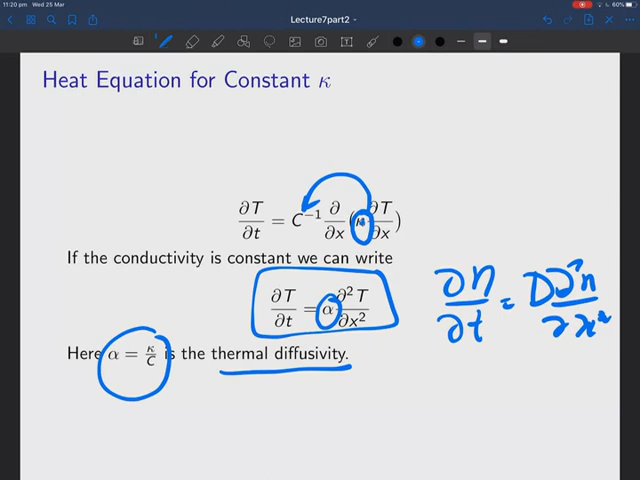 11:20 pm Wed 25 Mar
Lecture7part2
60%
Heat Equation for Constant κ
∂T/∂t = C⁻¹ ∂/∂x (κ ∂T/∂x)
If the conductivity is constant we can write
∂T/∂t = α ∂²T/∂x²
∂n/∂t = D ∂²n/∂x²
Here α = κ/C is the thermal diffusivity.